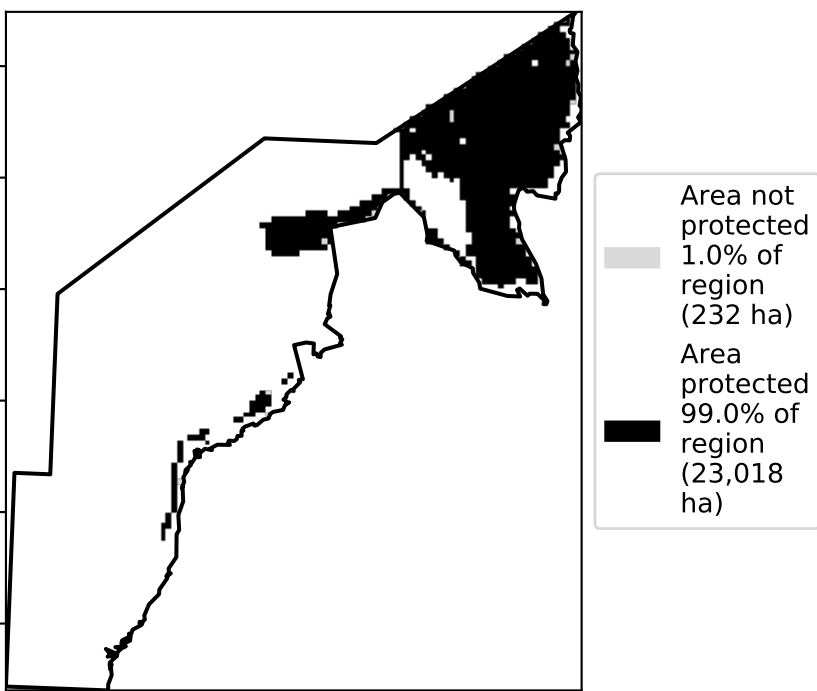 Area not
protected
1.0% of
region
(232 ha)
Area
protected
99.0% of
region
(23,018
ha)